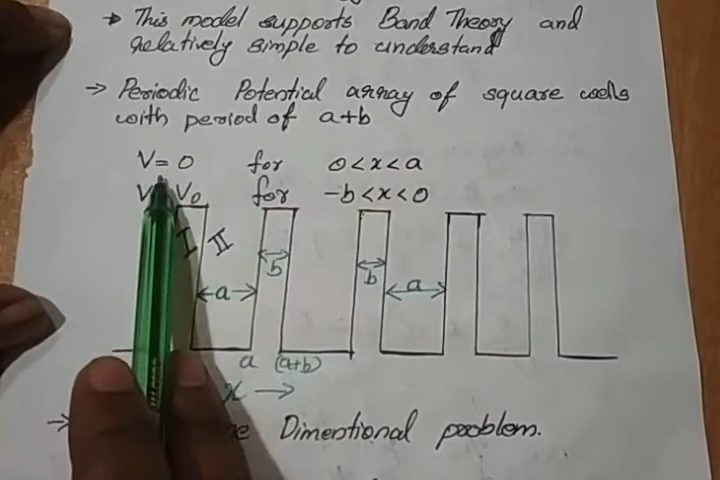 → This model supports Band Theory and
relatively simple to understand
→ Periodic Potential array of square wells
with period of a+b
V = 0 for 0 < x < a
V V₀ for -b < x < 0
I II
b b
a a
a (a+b)
x →
→ Dimentional problem.